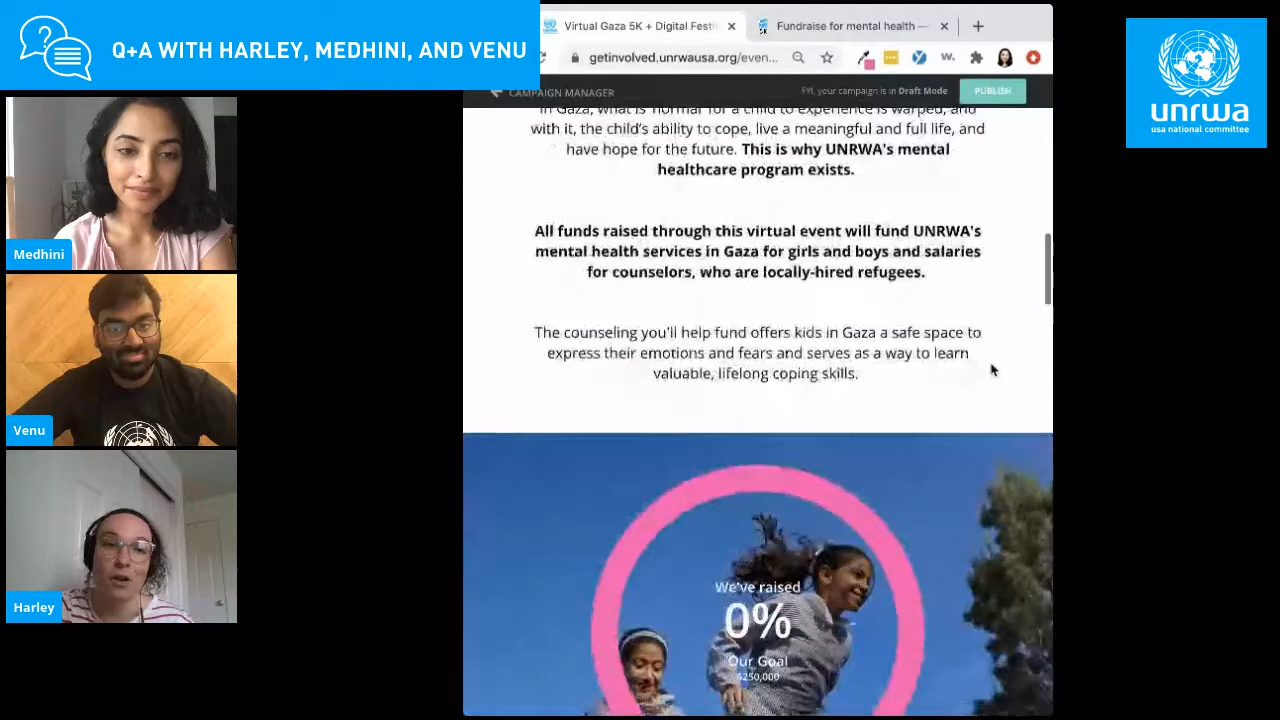 Q+A WITH HARLEY, MEDHINI, AND VENU
Virtual Gaza 5K + Digital Festi
Fundraise for mental health —
getinvolved.unrwausa.org/even...
CAMPAIGN MANAGER
FYI, your campaign is in Draft Mode
PUBLISH
in Gaza, what is normal for a child to experience is warped, and
with it, the child's ability to cope, live a meaningful and full life, and
have hope for the future. This is why UNRWA's mental
healthcare program exists.
All funds raised through this virtual event will fund UNRWA's
mental health services in Gaza for girls and boys and salaries
for counselors, who are locally-hired refugees.
The counseling you'll help fund offers kids in Gaza a safe space to
express their emotions and fears and serves as a way to learn
valuable, lifelong coping skills.
We've raised
0%
Our Goal
$250,000
Medhini
Venu
Harley
unrwa
usa national committee